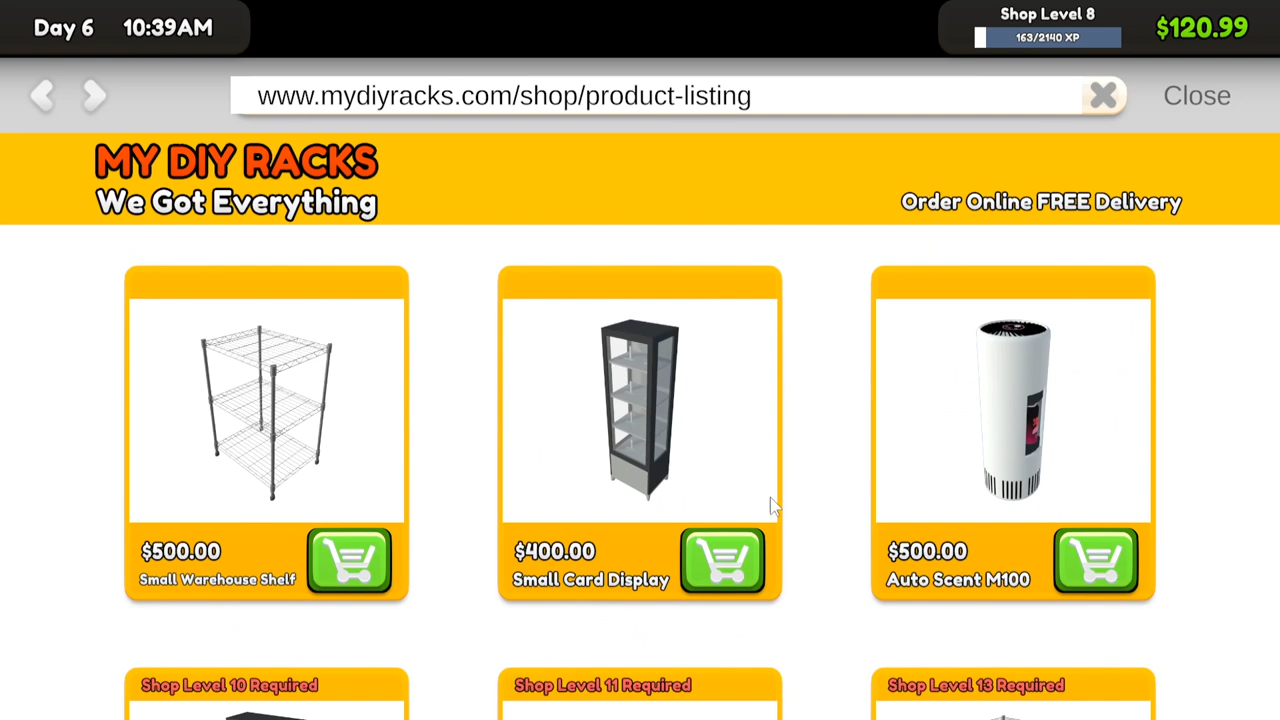 Day 6 10:39AM
Shop Level 8
163/2140 XP
$120.99
www.mydiyracks.com/shop/product-listing
Close
MY DIY RACKS
We Got Everything
Order Online FREE Delivery
$500.00
Small Warehouse Shelf
$400.00
Small Card Display
$500.00
Auto Scent M100
Shop Level 10 Required
Shop Level 11 Required
Shop Level 13 Required